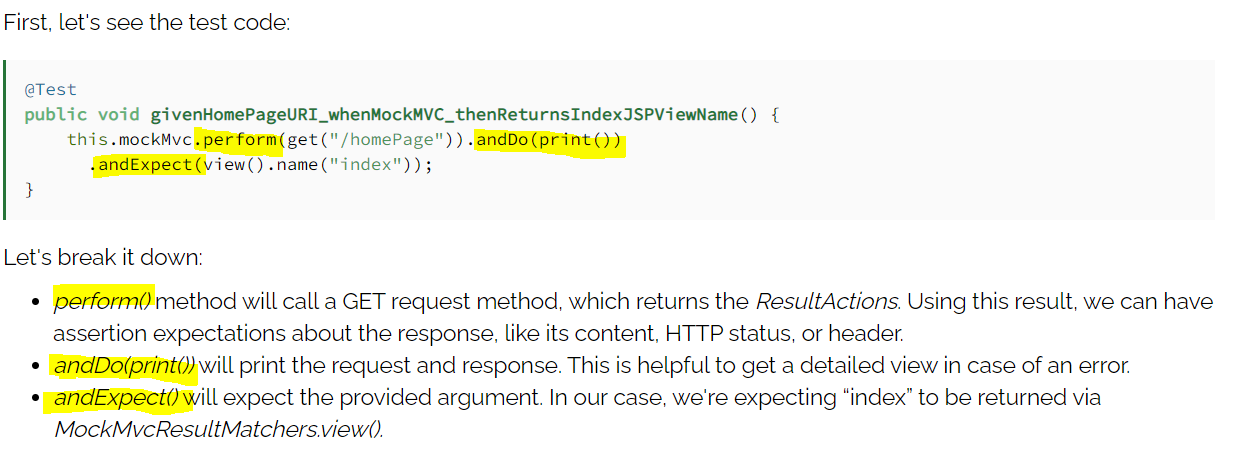 First, let's see the test code:
@Test
public void givenHomePageURI_whenMockMVC_thenReturnsIndexJSPViewName() {
    this.mockMvc.perform(get("/homePage")).andDo(print())
      .andExpect(view().name("index"));
}
Let's break it down:
• perform() method will call a GET request method, which returns the ResultActions. Using this result, we can have
assertion expectations about the response, like its content, HTTP status, or header.
• andDo(print()) will print the request and response. This is helpful to get a detailed view in case of an error.
• andExpect() will expect the provided argument. In our case, we're expecting “index” to be returned via
MockMvcResultMatchers.view().